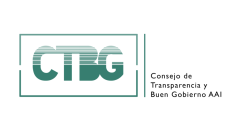 CTBG
Consejo de
Transparencia y
Buen Gobierno AAI